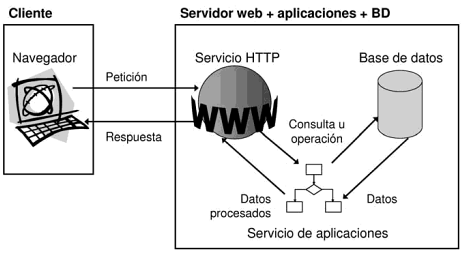 Cliente
Servidor web + aplicaciones + BD
Navegador
Servicio HTTP
Base de datos
Petición
WWW
Respuesta
Consulta u
operación
Datos
procesados
Datos
Servicio de aplicaciones